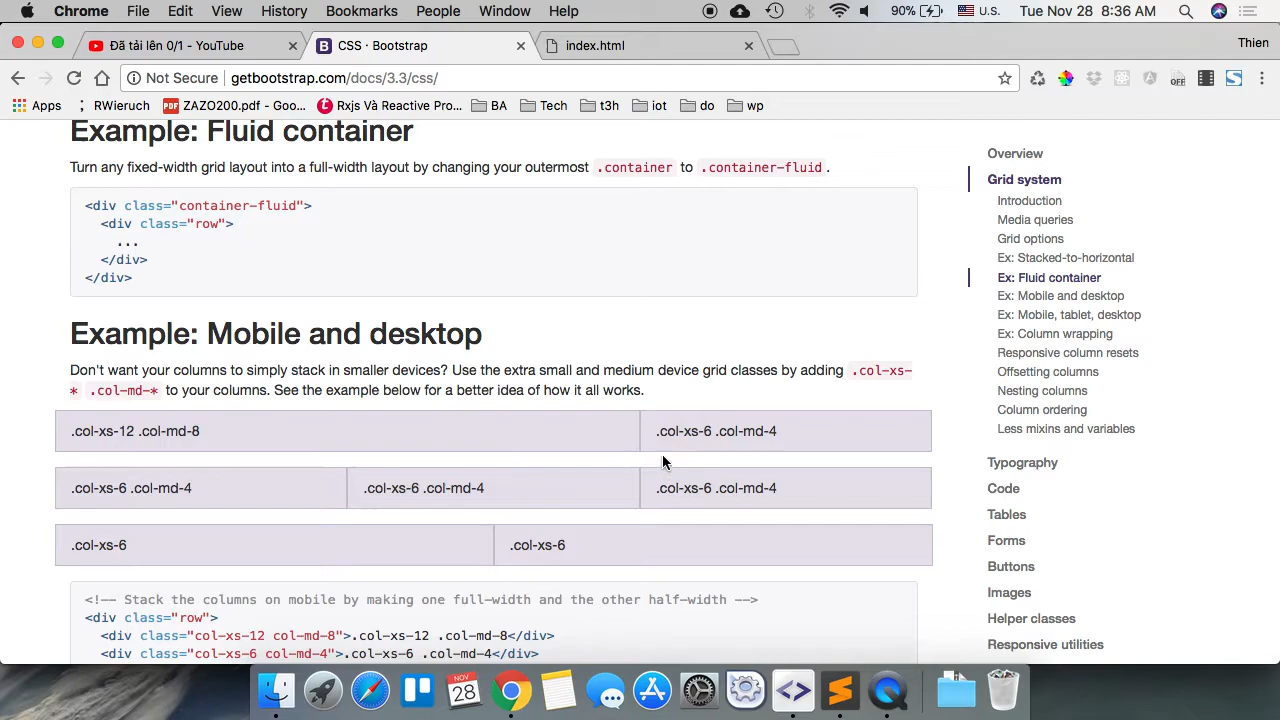 Chrome File Edit View History Bookmarks People Window Help 90% U.S. Tue Nov 28 8:36 AM
Đã tải lên 0/1 - YouTube CSS · Bootstrap index.html Thien
Not Secure getbootstrap.com/docs/3.3/css/
Apps RWieruch ZAZO200.pdf - Goo... Rxjs Và Reactive Pro... BA Tech t3h iot do wp
Example: Fluid container
Turn any fixed-width grid layout into a full-width layout by changing your outermost .container to .container-fluid.
<div class="container-fluid">
<div class="row">
...
</div>
</div>
Example: Mobile and desktop
Don't want your columns to simply stack in smaller devices? Use the extra small and medium device grid classes by adding .col-xs-
* .col-md-* to your columns. See the example below for a better idea of how it all works.
.col-xs-12 .col-md-8 .col-xs-6 .col-md-4
.col-xs-6 .col-md-4 .col-xs-6 .col-md-4 .col-xs-6 .col-md-4
.col-xs-6 .col-xs-6
<!-- Stack the columns on mobile by making one full-width and the other half-width -->
<div class="row">
<div class="col-xs-12 col-md-8">.col-xs-12 .col-md-8</div>
<div class="col-xs-6 col-md-4">.col-xs-6 .col-md-4</div>
Overview
Grid system
Introduction
Media queries
Grid options
Ex: Stacked-to-horizontal
Ex: Fluid container
Ex: Mobile and desktop
Ex: Mobile, tablet, desktop
Ex: Column wrapping
Responsive column resets
Offsetting columns
Nesting columns
Column ordering
Less mixins and variables
Typography
Code
Tables
Forms
Buttons
Images
Helper classes
Responsive utilities
NOV
28